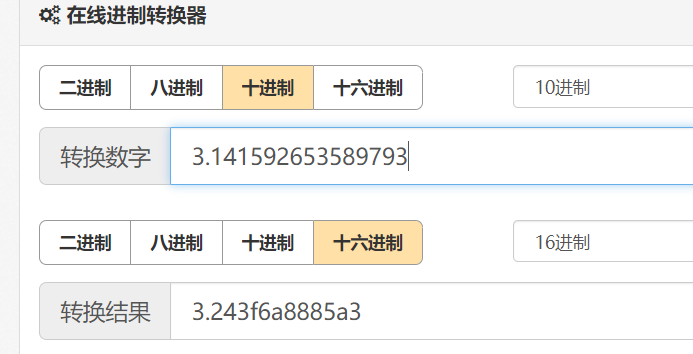 在线进制转换器
二进制 八进制 十进制 十六进制 10进制
转换数字 3.141592653589793
二进制 八进制 十进制 十六进制 16进制
转换结果 3.243f6a8885a3